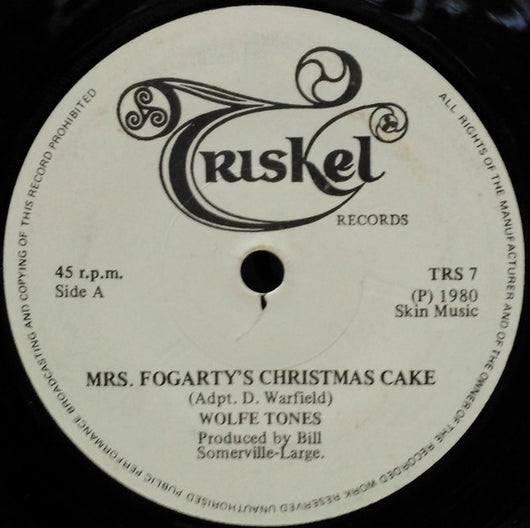 Triskel
RECORDS
45 r.p.m.
Side A
TRS 7
(P) 1980
Skin Music
MRS. FOGARTY'S CHRISTMAS CAKE
(Adpt. D. Warfield)
WOLFE TONES
Produced by Bill
Somerville-Large.
ALL RIGHTS OF THE MANUFACTURER AND OF THE OWNER OF THE RECORDED WORK RESERVED UNAUTHORISED PUBLIC PERFORMANCE BROADCASTING AND COPYING OF THIS RECORD PROHIBITED